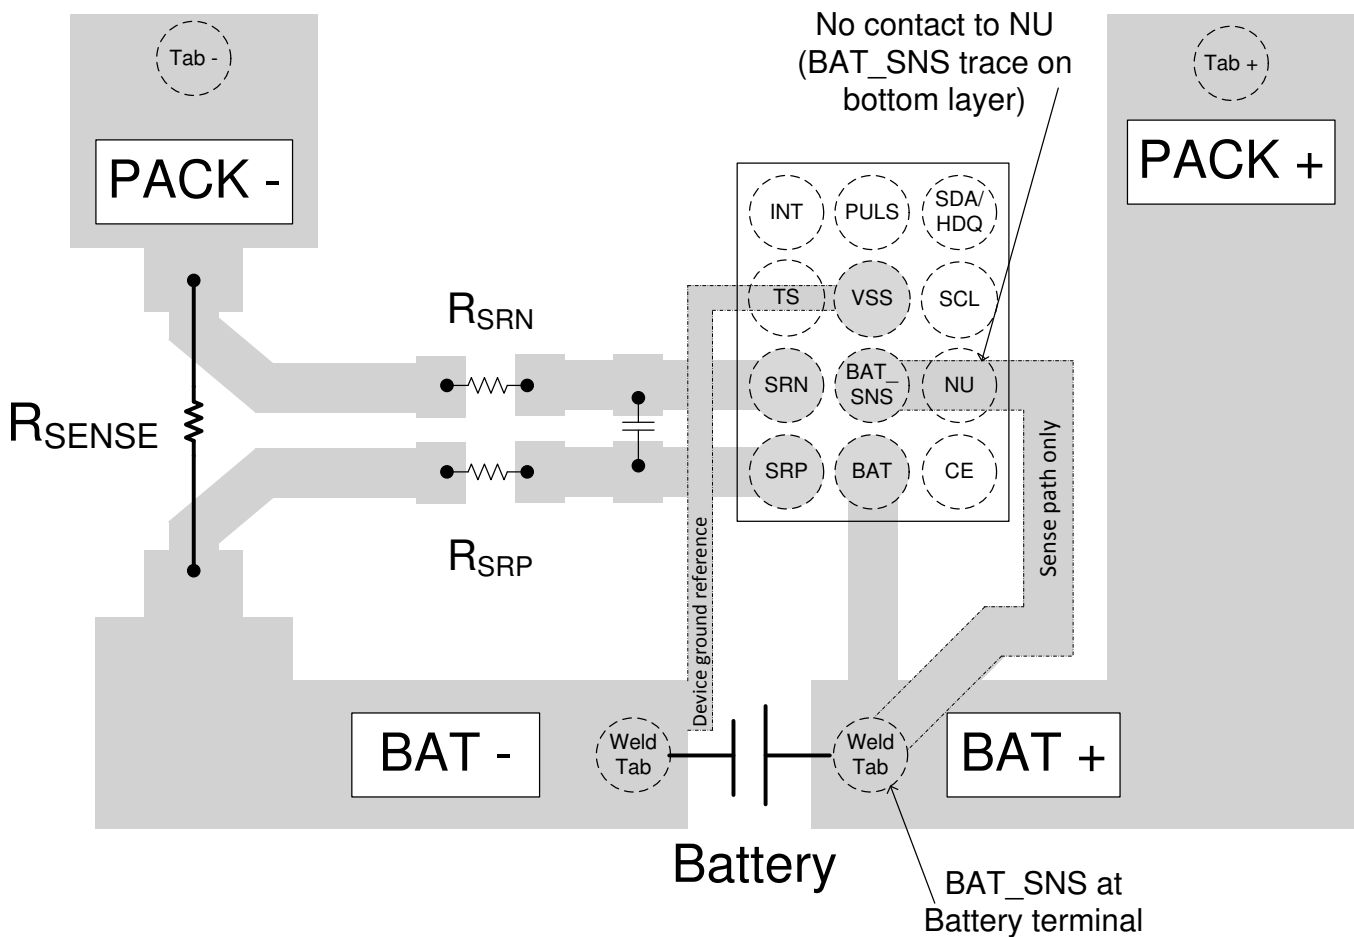 No contact to NU
(BAT_SNS trace on
bottom layer)
Tab -
Tab +
PACK -
PACK +
INT
PULS
SDA/
HDQ
TS
VSS
SCL
RSRN
SRN
BAT_
SNS
NU
RSENSE
SRP
BAT
CE
RSRP
Sense path only
Device ground reference
BAT -
Weld
Tab
Weld
Tab
BAT +
Battery
BAT_SNS at
Battery terminal